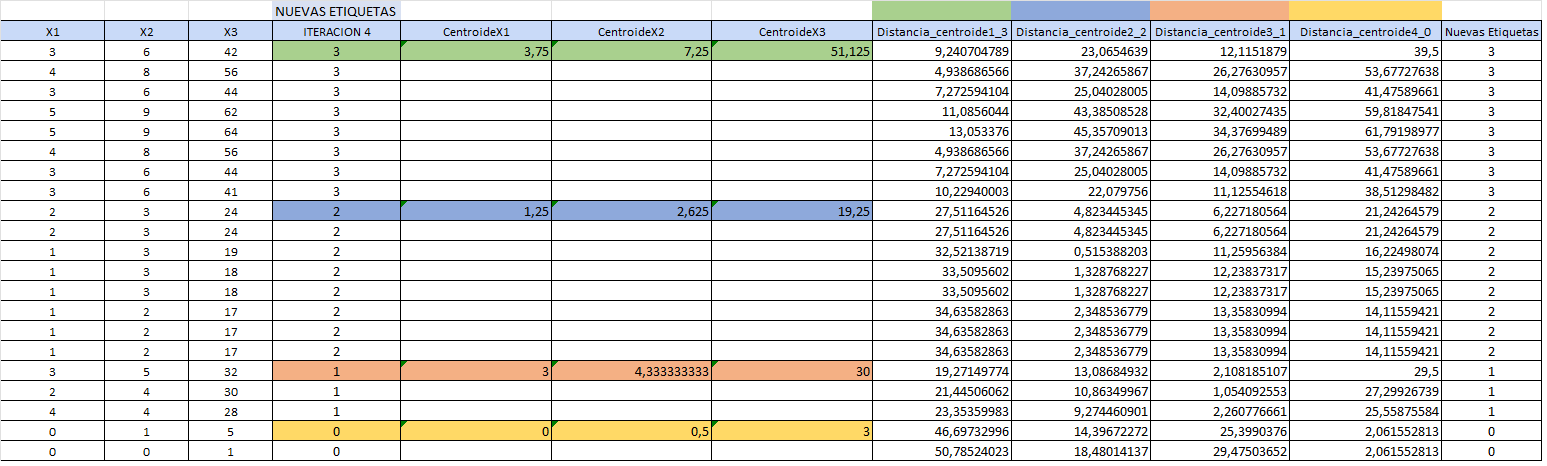 NUEVAS ETIQUETAS
X1 X2 X3 ITERACION 4 CentroideX1 CentroideX2 CentroideX3 Distancia_centroide1_3 Distancia_centroide2_2 Distancia_centroide3_1 Distancia_centroide4_0 Nuevas Etiquetas
3 6 42 3 3,75 7,25 51,125 9,240704789 23,0654639 12,1151879 39,5 3
4 8 56 3 4,938686566 37,24265867 26,27630957 53,67727638 3
3 6 44 3 7,272594104 25,04028005 14,09885732 41,47589661 3
5 9 62 3 11,0856044 43,38508528 32,40027435 59,81847541 3
5 9 64 3 13,053376 45,35709013 34,37699489 61,79198977 3
4 8 56 3 4,938686566 37,24265867 26,27630957 53,67727638 3
3 6 44 3 7,272594104 25,04028005 14,09885732 41,47589661 3
3 6 41 3 10,22940003 22,079756 11,12554618 38,51298482 3
2 3 24 2 1,25 2,625 19,25 27,51164526 4,823445345 6,227180564 21,24264579 2
2 3 24 2 27,51164526 4,823445345 6,227180564 21,24264579 2
1 3 19 2 32,52138719 0,515388203 11,25956384 16,22498074 2
1 3 18 2 33,5095602 1,328768227 12,23837317 15,23975065 2
1 3 18 2 33,5095602 1,328768227 12,23837317 15,23975065 2
1 2 17 2 34,63582863 2,348536779 13,35830994 14,11559421 2
1 2 17 2 34,63582863 2,348536779 13,35830994 14,11559421 2
1 2 17 2 34,63582863 2,348536779 13,35830994 14,11559421 2
3 5 32 1 3 4,333333333 30 19,27149774 13,08684932 2,108185107 29,5 1
2 4 30 1 21,44506062 10,86349967 1,054092553 27,29926739 1
4 4 28 1 23,35359983 9,274460901 2,260776661 25,55875584 1
0 1 5 0 0 0,5 3 46,69732996 14,39672272 25,3990376 2,061552813 0
0 0 1 0 50,78524023 18,48014137 29,47503652 2,061552813 0